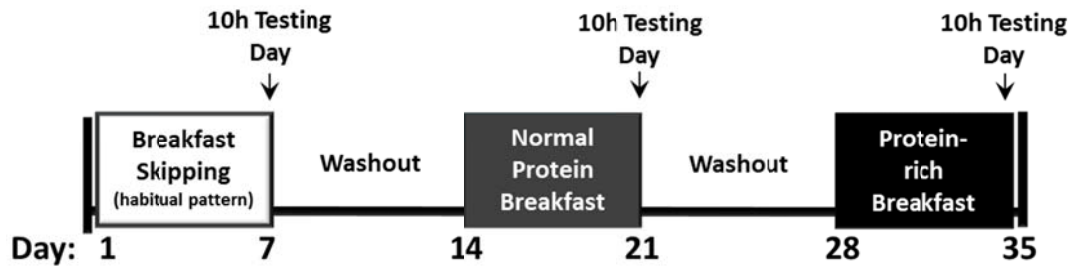 10h Testing
Day
10h Testing
Day
10h Testing
Day
Breakfast
Skipping
(habitual pattern)
Washout
Normal
Protein
Breakfast
Washout
Protein-
rich
Breakfast
Day: 1 7 14 21 28 35